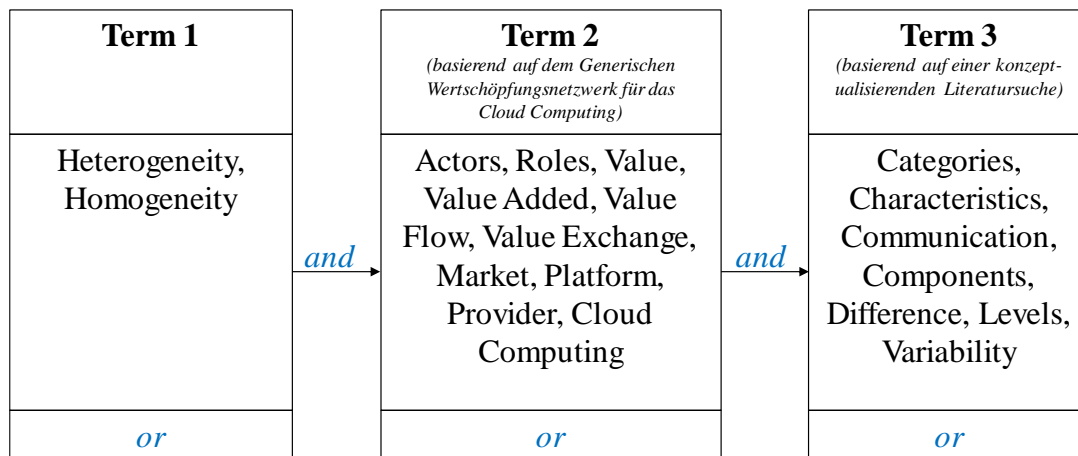 Term 1
Heterogeneity,
Homogeneity
or
and
Term 2
(basierend auf dem Generischen
Wertschöpfungsnetzwerk für das
Cloud Computing)
Actors, Roles, Value,
Value Added, Value
Flow, Value Exchange,
Market, Platform,
Provider, Cloud
Computing
or
and
Term 3
(basierend auf einer konzept-
ualisierenden Literatursuche)
Categories,
Characteristics,
Communication,
Components,
Difference, Levels,
Variability
or